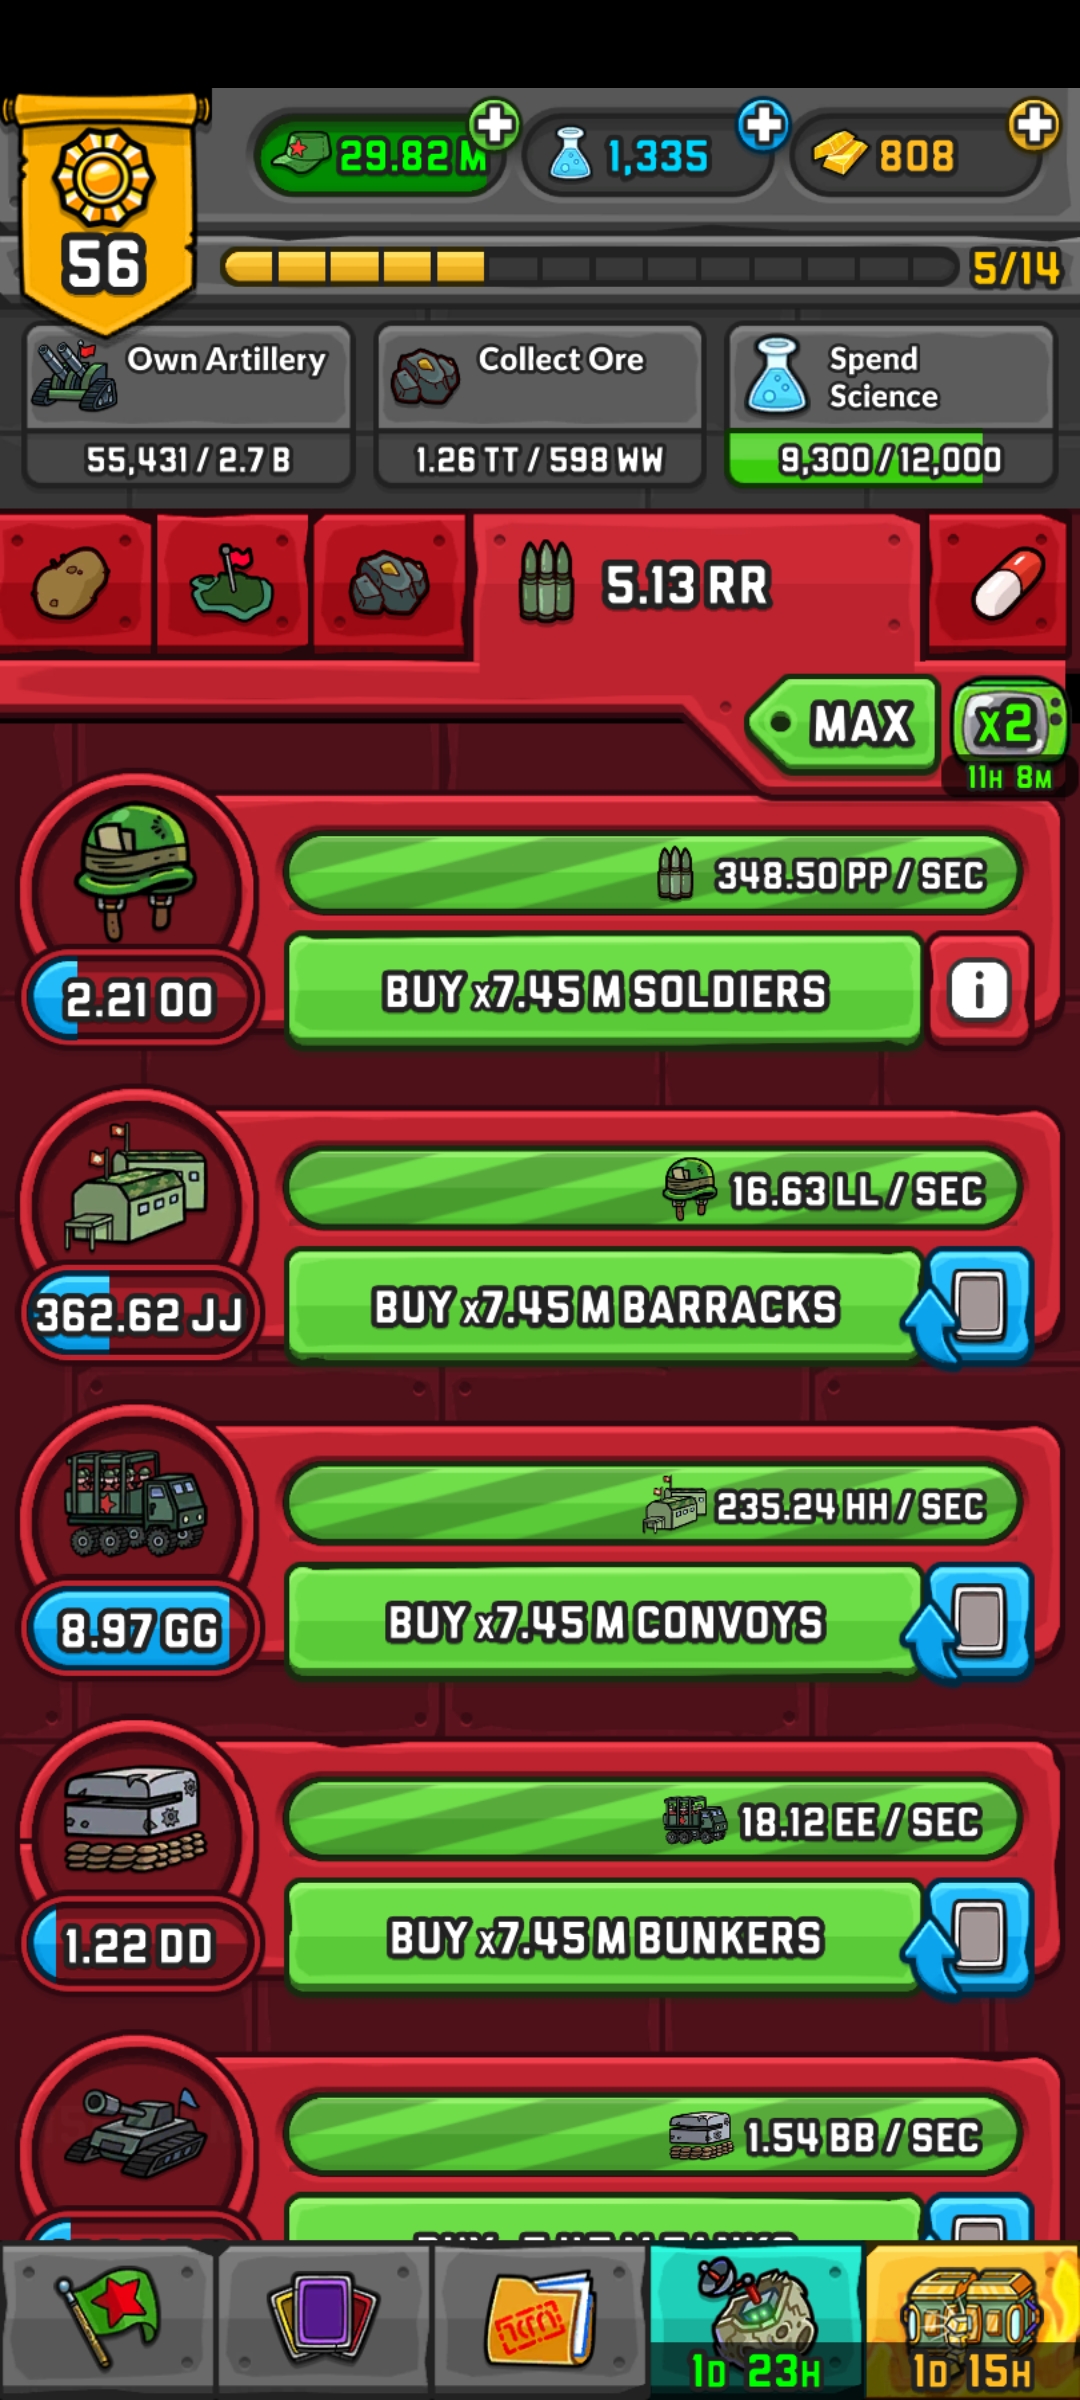 29.82 M
1,335
808
56
5/14
Own Artillery
Collect Ore
Spend
Science
55,431 / 2.7 B
1.26 TT / 598 WW
9,300 / 12,000
5.13 RR
MAX
x2
11H 8M
348.50 PP / SEC
2.21 OO
BUY x7.45 M SOLDIERS
i
16.63 LL / SEC
362.62 JJ
BUY x7.45 M BARRACKS
235.24 HH / SEC
8.97 GG
BUY x7.45 M CONVOYS
18.12 EE / SEC
1.22 DD
BUY x7.45 M BUNKERS
1.54 BB / SEC
1D 23H
1D 15H